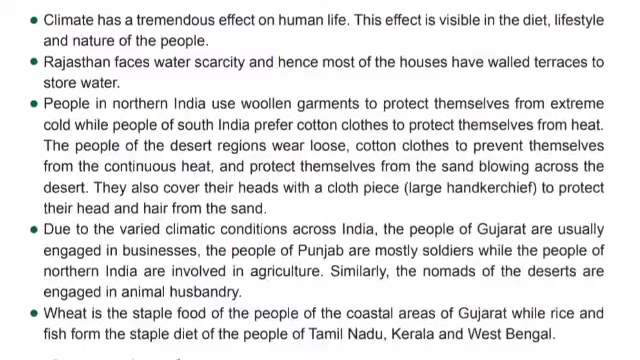 • Climate has a tremendous effect on human life. This effect is visible in the diet, lifestyle
and nature of the people.
• Rajasthan faces water scarcity and hence most of the houses have walled terraces to
store water.
• People in northern India use woollen garments to protect themselves from extreme
cold while people of south India prefer cotton clothes to protect themselves from heat.
The people of the desert regions wear loose, cotton clothes to prevent themselves
from the continuous heat, and protect themselves from the sand blowing across the
desert. They also cover their heads with a cloth piece (large handkerchief) to protect
their head and hair from the sand.
• Due to the varied climatic conditions across India, the people of Gujarat are usually
engaged in businesses, the people of Punjab are mostly soldiers while the people of
northern India are involved in agriculture. Similarly, the nomads of the deserts are
engaged in animal husbandry.
• Wheat is the staple food of the people of the coastal areas of Gujarat while rice and
fish form the staple diet of the people of Tamil Nadu, Kerala and West Bengal.